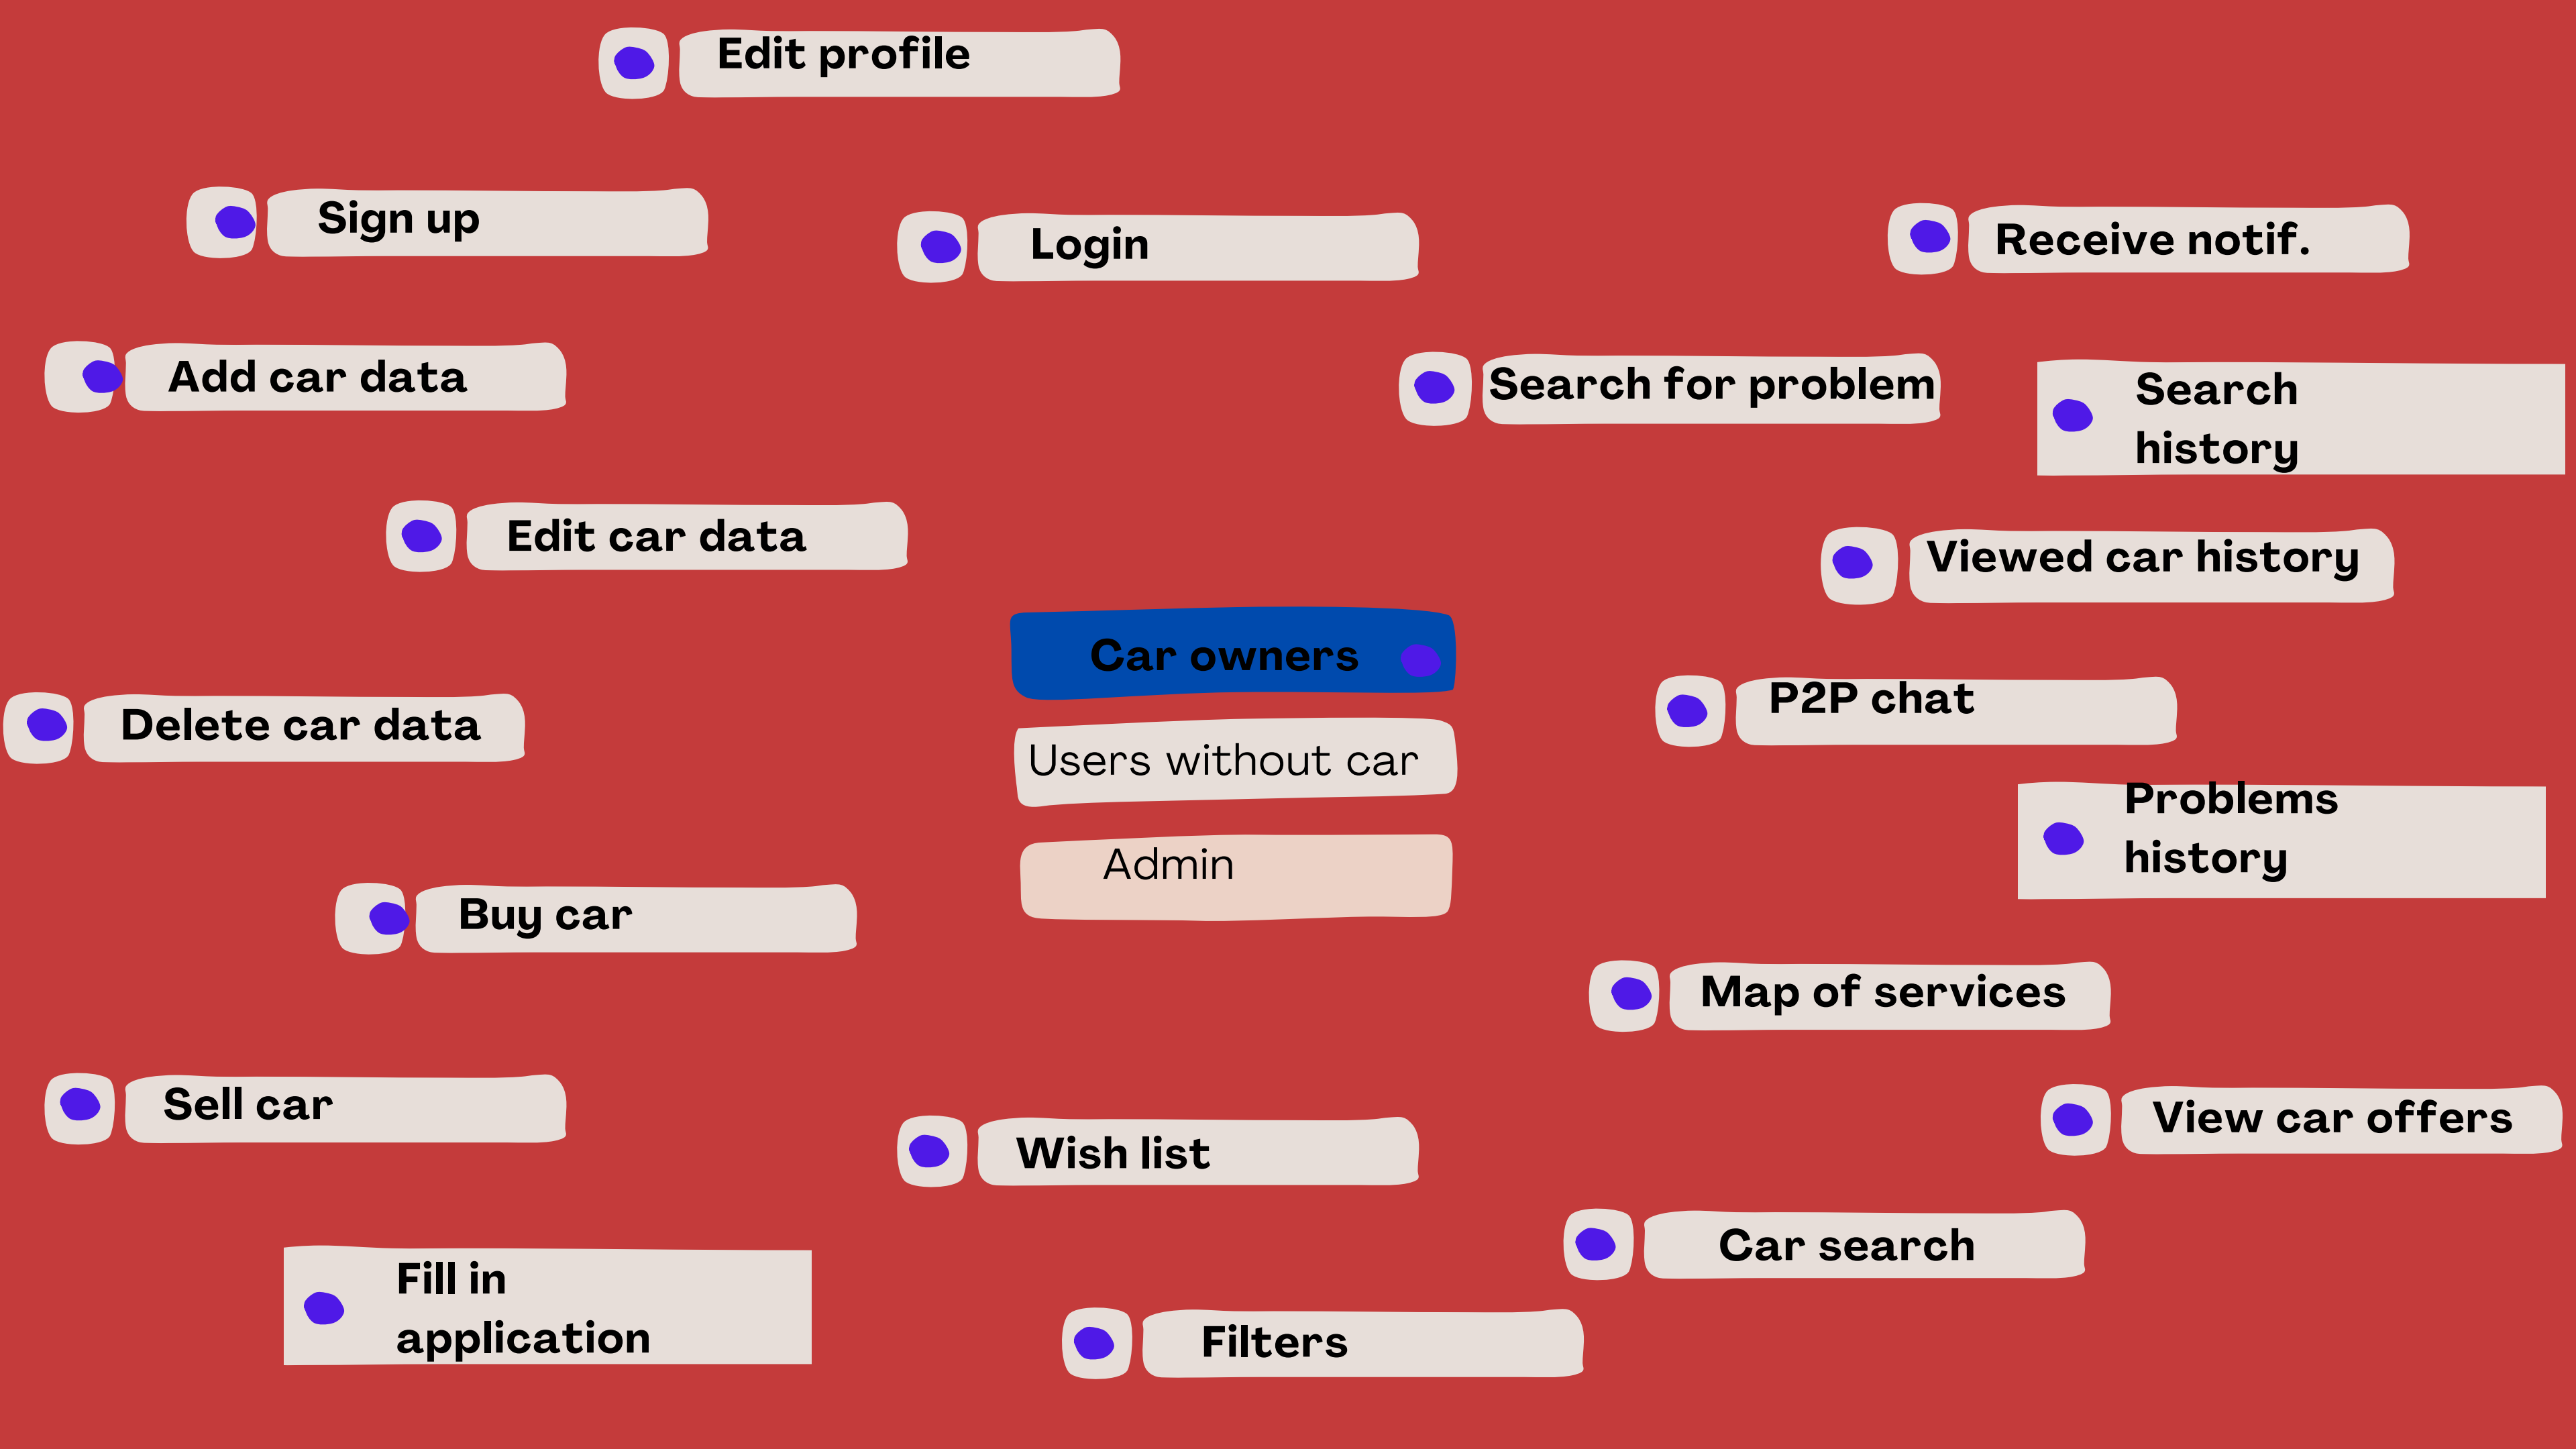 Edit profile
Sign up
Login
Receive notif.
Add car data
Search for problem
Search
history
Edit car data
Viewed car history
Car owners
Delete car data
P2P chat
Users without car
Problems
history
Admin
Buy car
Map of services
Sell car
View car offers
Wish list
Car search
Fill in
application
Filters